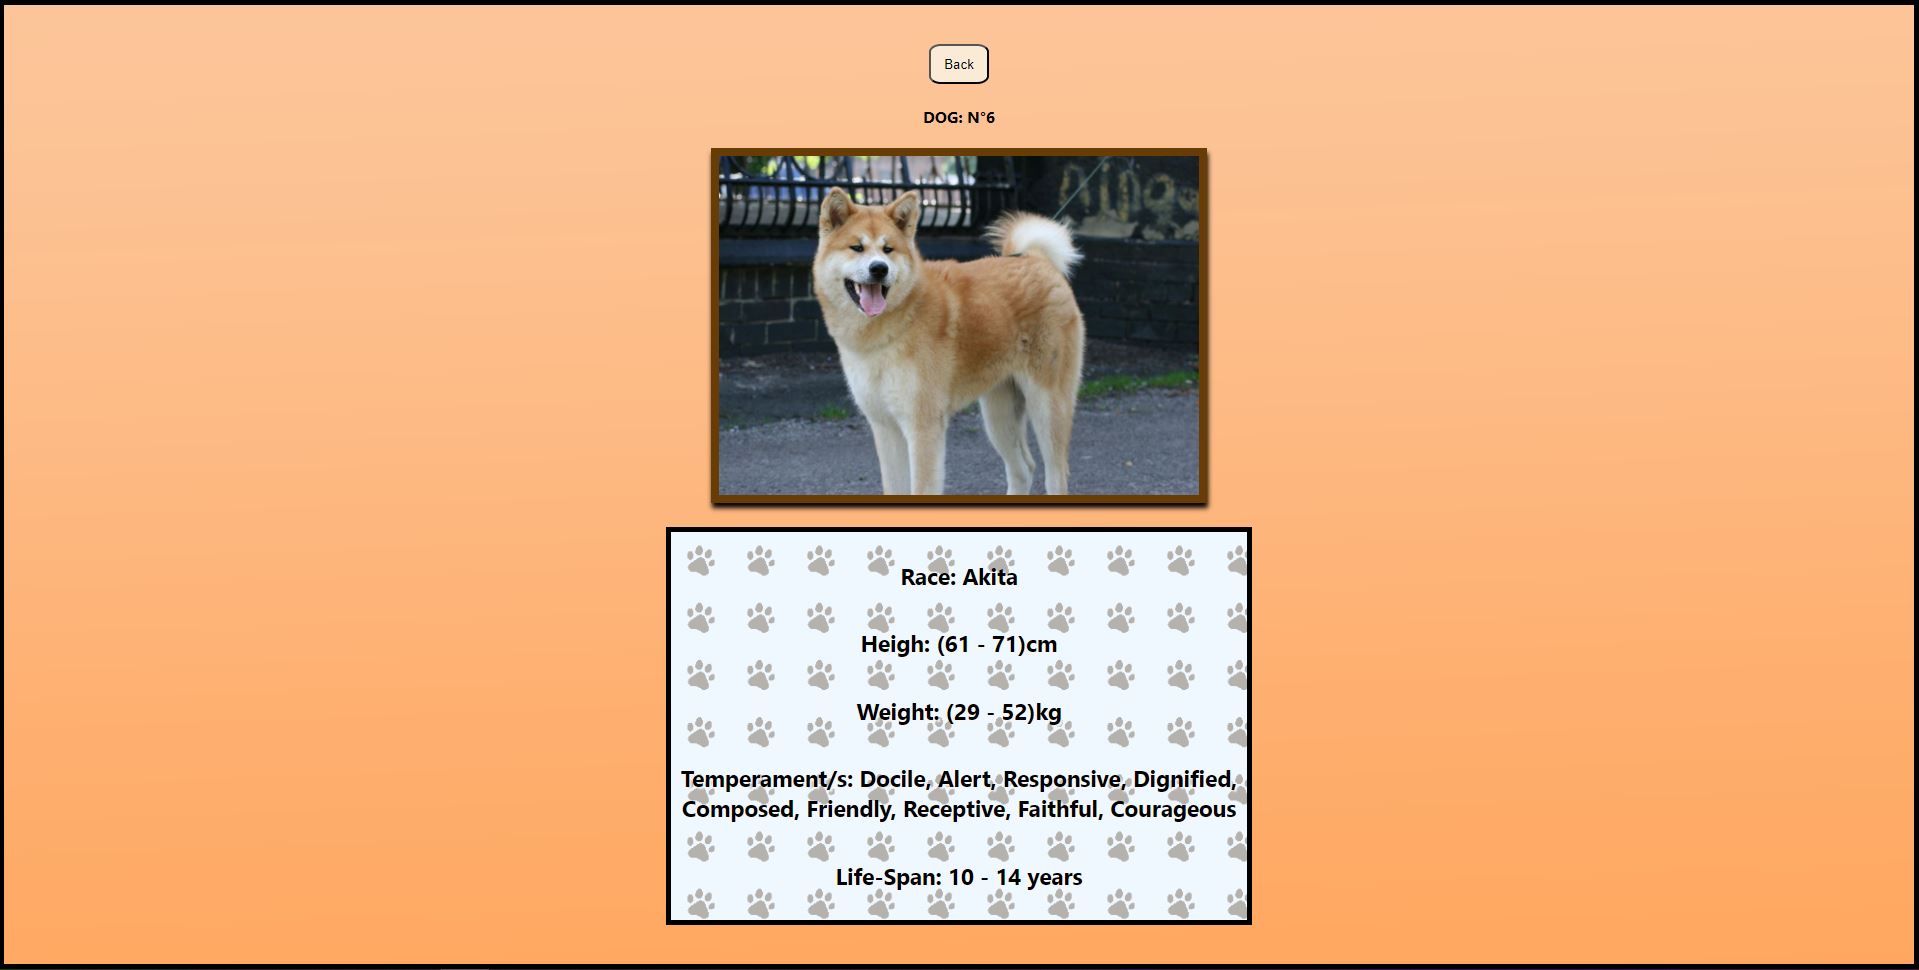 Back
DOG: N°6
Race: Akita
Heigh: (61 - 71)cm
Weight: (29 - 52)kg
Temperament/s: Docile, Alert, Responsive, Dignified,
Composed, Friendly, Receptive, Faithful, Courageous
Life-Span: 10 - 14 years